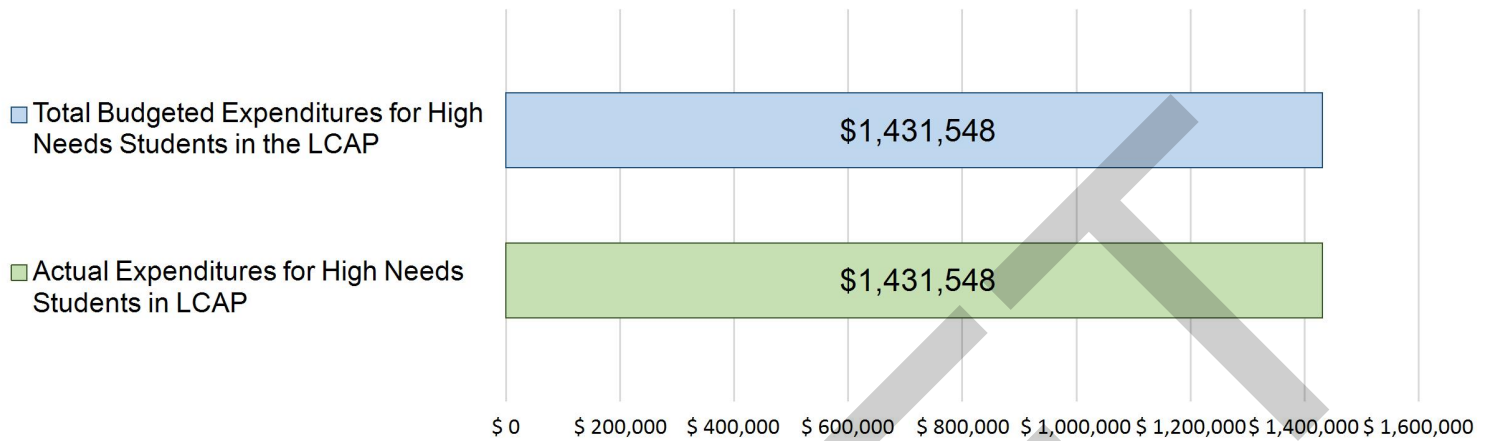 Total Budgeted Expenditures for High
Needs Students in the LCAP
$1,431,548
Actual Expenditures for High Needs
Students in LCAP
$1,431,548
$ 0 $ 200,000 $ 400,000 $ 600,000 $ 800,000 $ 1,000,000 $ 1,200,000 $ 1,400,000 $ 1,600,000